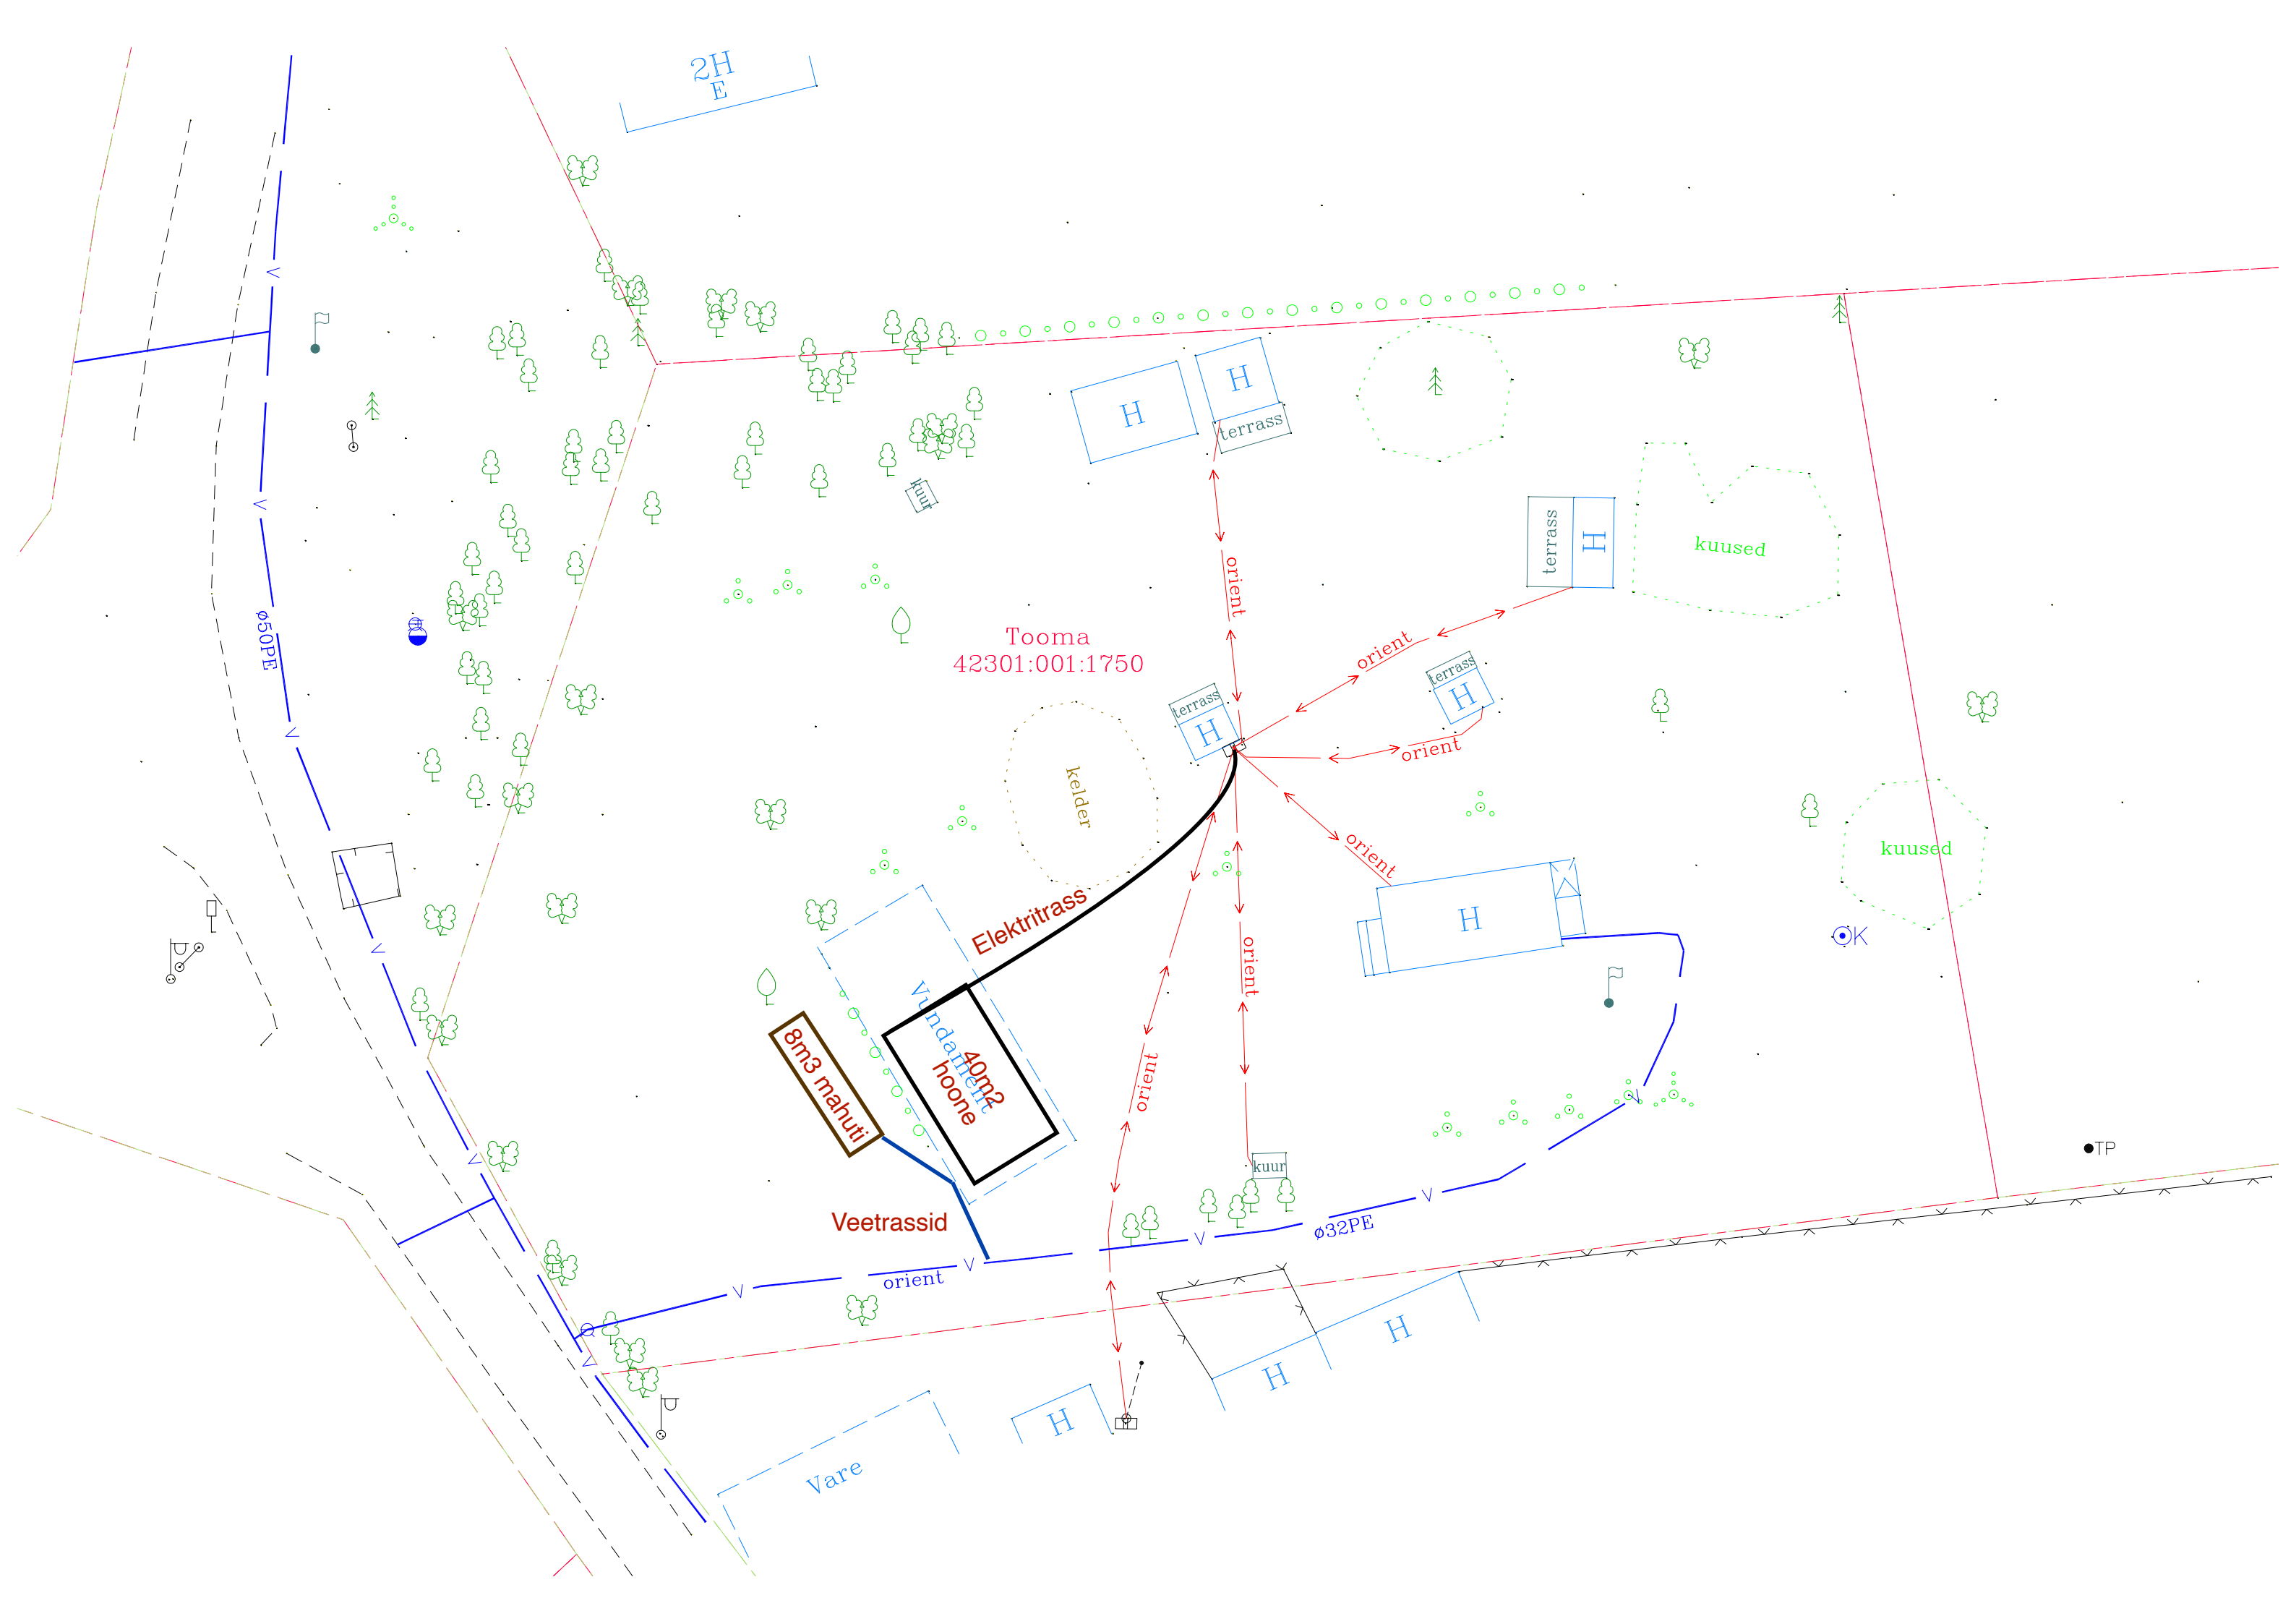 2H
E
H
H
terrass
kuur
terrass
H
kuused
orient
ø50PE
Tooma
42301:001:1750
orient
terrass
H
terrass
H
orient
kelder
orient
kuused
Elektritrass
H
K
orient
Vundament
40m2
hoone
8m3 mahuti
orient
TP
kuur
Veetrassid
ø32PE
orient
H
H
H
Vare